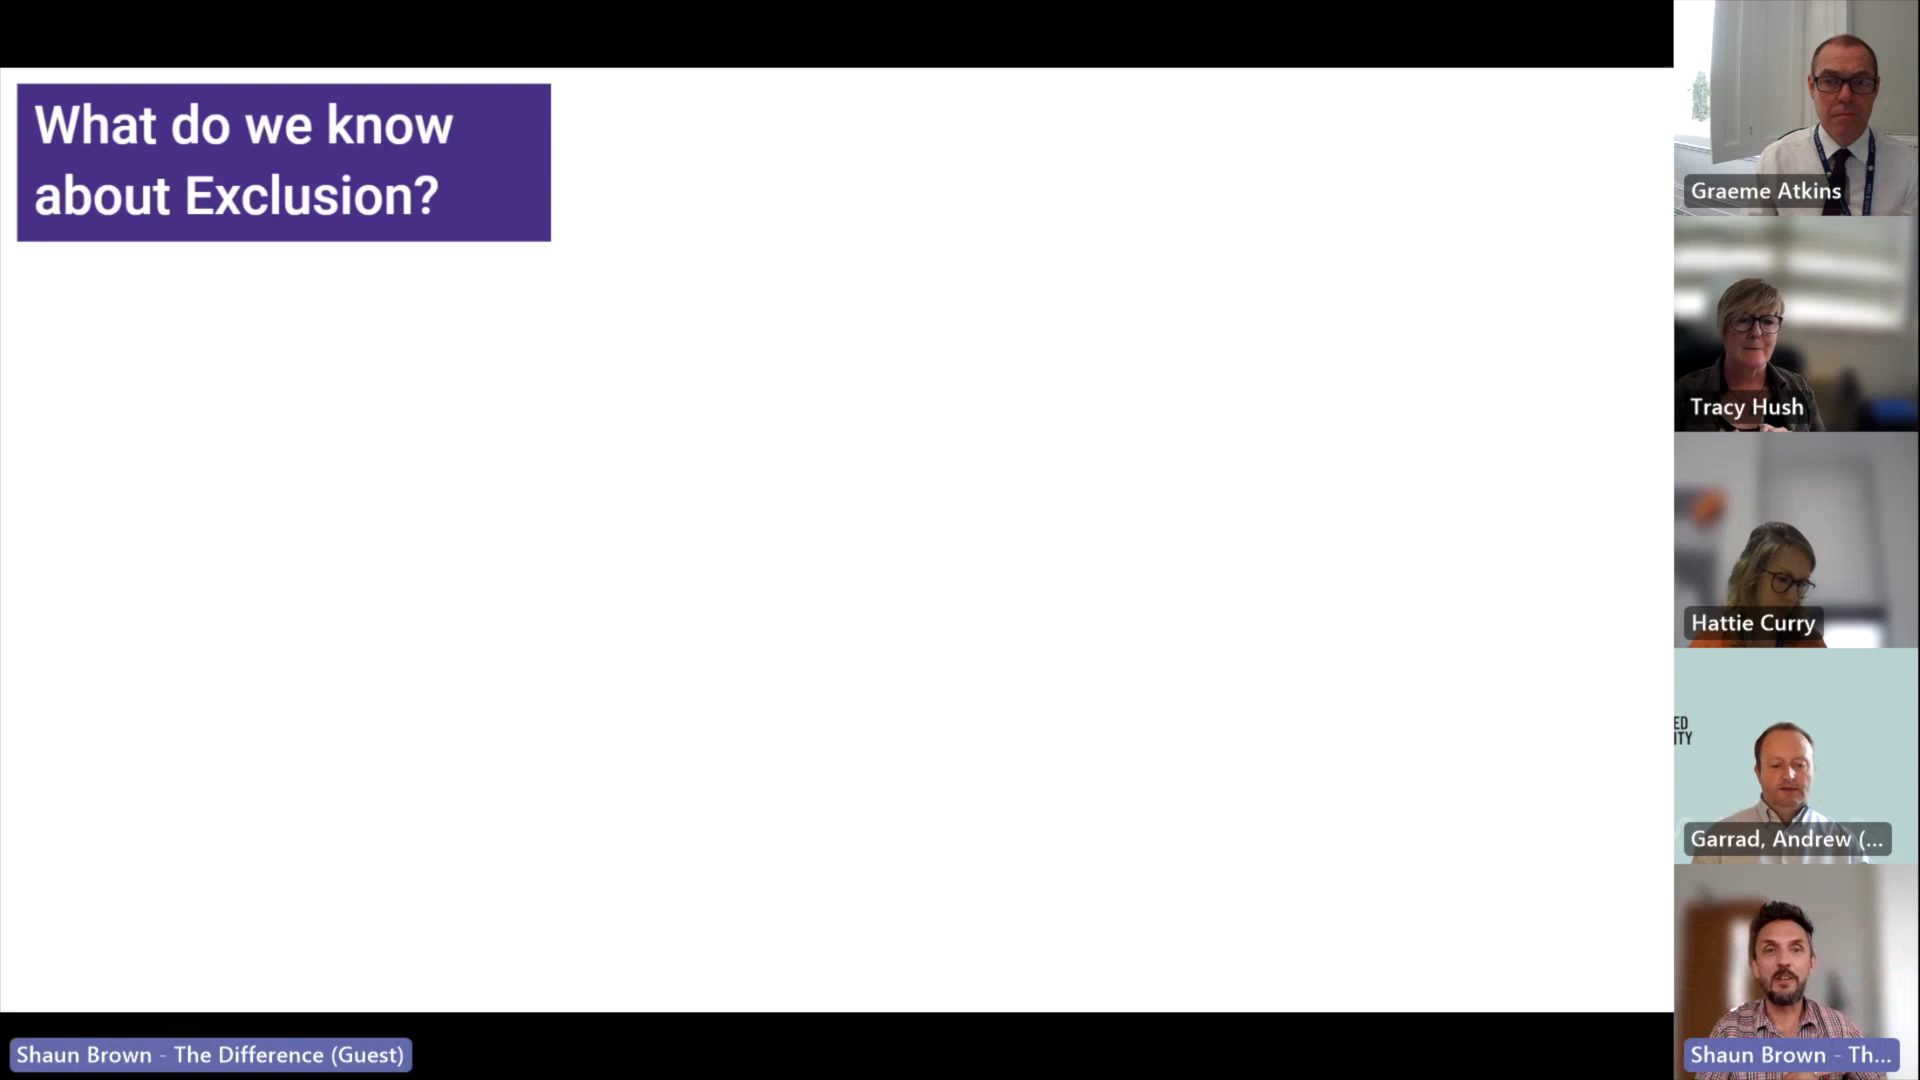 What do we know
about Exclusion?
Graeme Atkins
Tracy Hush
Hattie Curry
ED
ITY
Garrad, Andrew (...
Shaun Brown - Th...
Shaun Brown - The Difference (Guest)